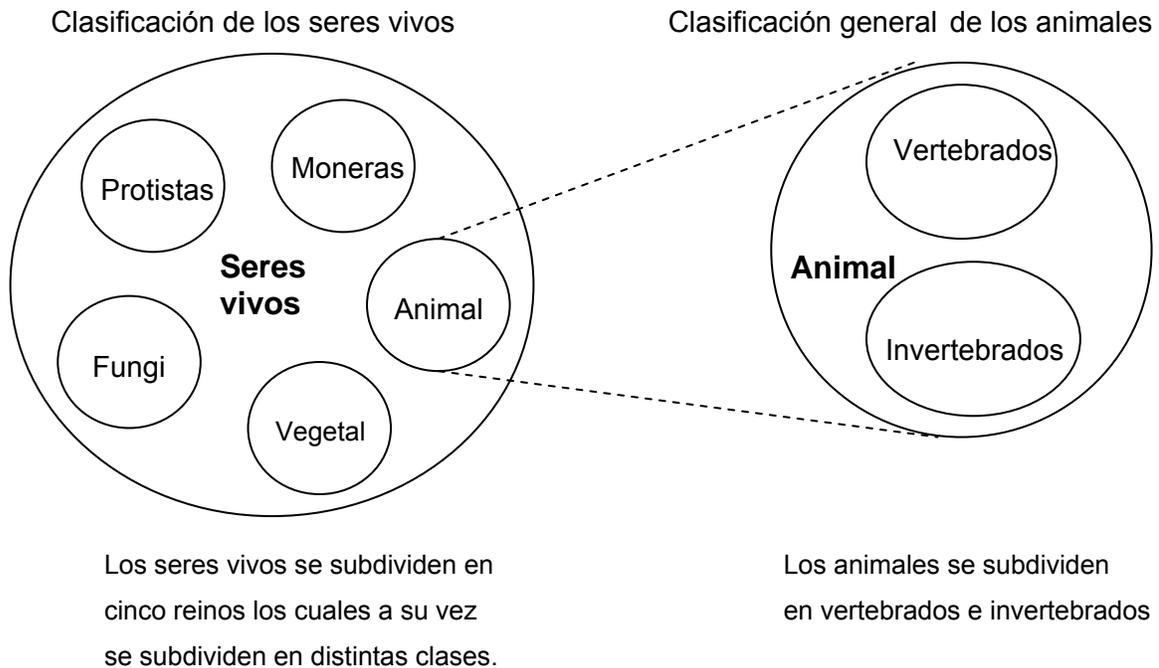 Clasificación de los seres vivos
Protistas
Moneras
Seres
vivos
Animal
Fungi
Vegetal
Los seres vivos se subdividen en
cinco reinos los cuales a su vez
se subdividen en distintas clases.
Clasificación general de los animales
Vertebrados
Animal
Invertebrados
Los animales se subdividen
en vertebrados e invertebrados